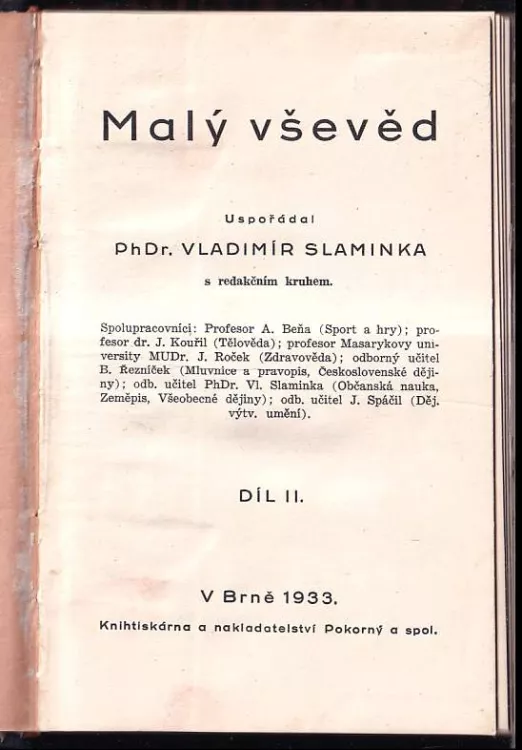 Malý vševěd
Uspořádal
PhDr. VLADIMÍR SLAMINKA
s redakčním kruhem.
Spolupracovníci: Profesor A. Beňa (Sport a hry); pro-
fesor dr. J. Kouřil (Tělověda); profesor Masarykovy uni-
versity MUDr. J. Roček (Zdravověda); odborný učitel
B. Řezníček (Mluvnice a pravopis, Československé ději-
ny); odb. učitel PhDr. Vl. Slaminka (Občanská nauka,
Zeměpis, Všeobecné dějiny); odb. učitel J. Spáčil (Děj.
výtv. umění).
DÍL II.
V Brně 1933.
Knihtiskárna a nakladatelství Pokorný a spol.